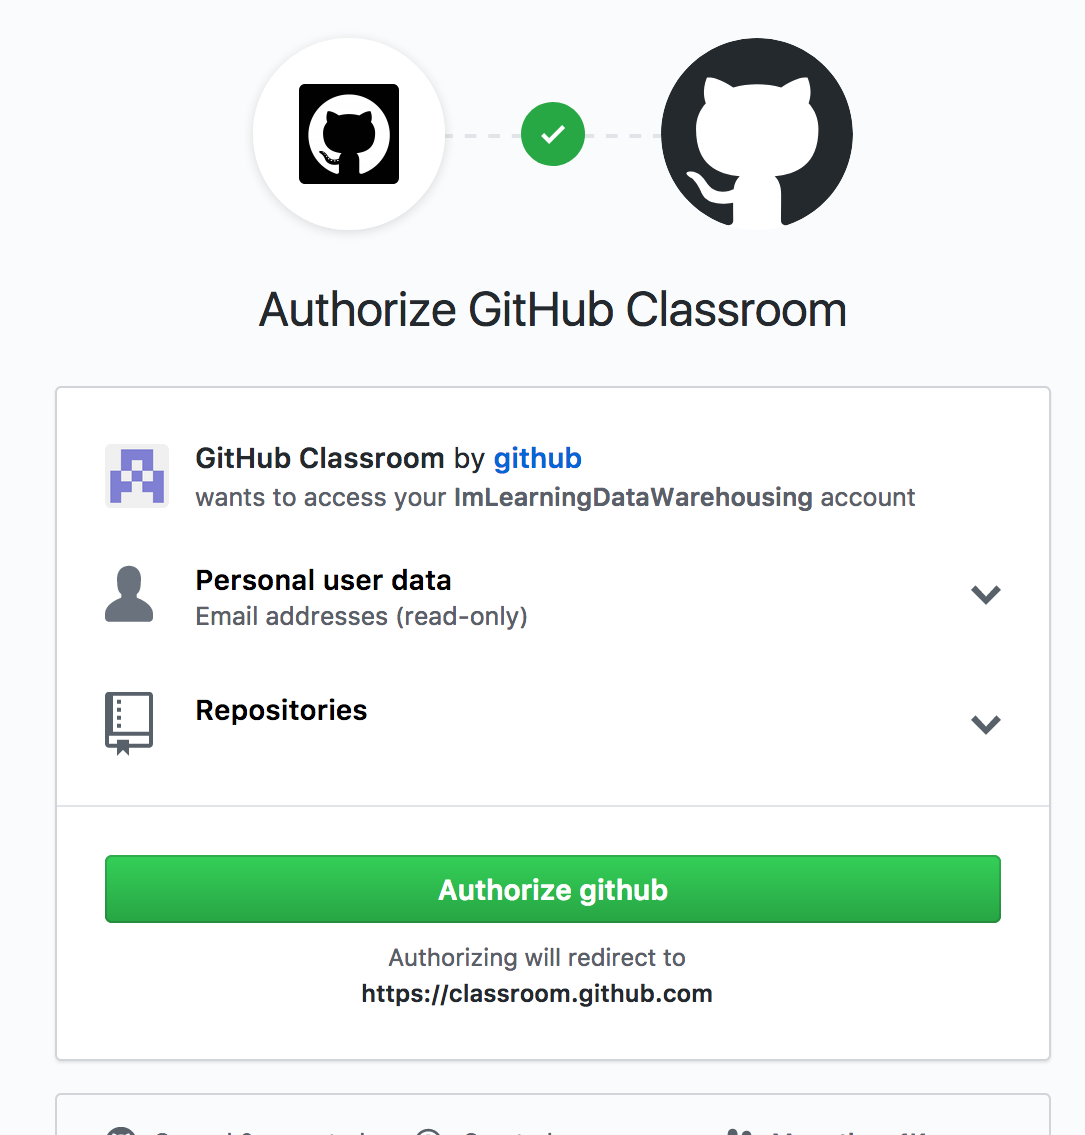 Authorize GitHub Classroom
GitHub Classroom by github
wants to access your ImLearningDataWarehousing account
Personal user data
Email addresses (read-only)
Repositories
Authorize github
Authorizing will redirect to
https://classroom.github.com